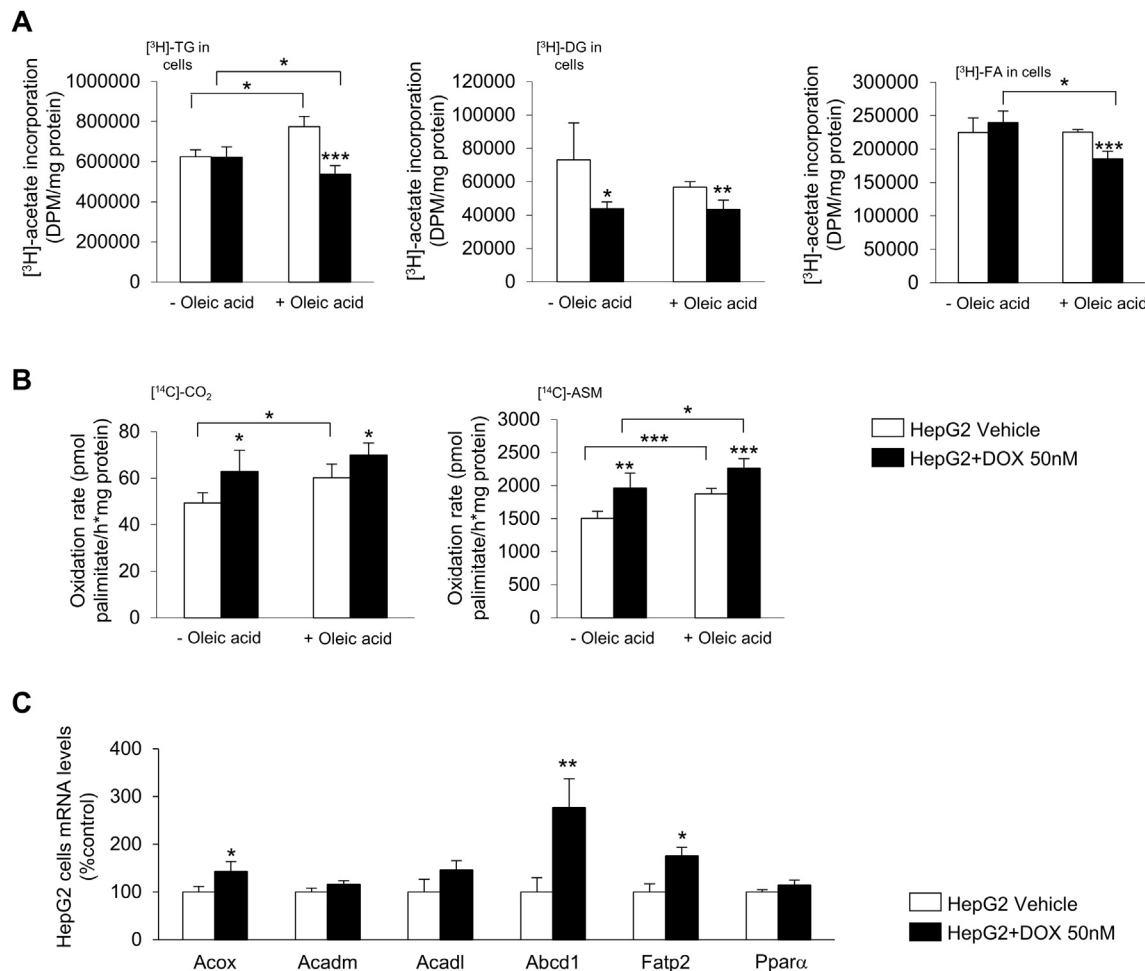 A
[³H]-TG in
cells
[³H]-acetate incorporation
(DPM/mg protein)
1000000
800000
600000
400000
200000
0
*
*
***
- Oleic acid
+ Oleic acid
[³H]-DG in
cells
[³H]-acetate incorporation
(DPM/mg protein)
120000
100000
80000
60000
40000
20000
0
*
**
- Oleic acid
+ Oleic acid
[³H]-FA in cells
[³H]-acetate incorporation
(DPM/mg protein)
300000
250000
200000
150000
100000
50000
0
*
***
- Oleic acid
+ Oleic acid
B
[¹⁴C]-CO₂
Oxidation rate (pmol
palimitate/h*mg protein)
80
60
40
20
0
*
*
*
- Oleic acid
+ Oleic acid
[¹⁴C]-ASM
Oxidation rate (pmol
palimitate/h*mg protein)
3000
2500
2000
1500
1000
500
0
*
***
**
***
- Oleic acid
+ Oleic acid
HepG2 Vehicle
HepG2+DOX 50nM
C
HepG2 cells mRNA levels
(%control)
400
300
200
100
0
*
**
*
Acox
Acadm
Acadl
Abcd1
Fatp2
Pparα
HepG2 Vehicle
HepG2+DOX 50nM